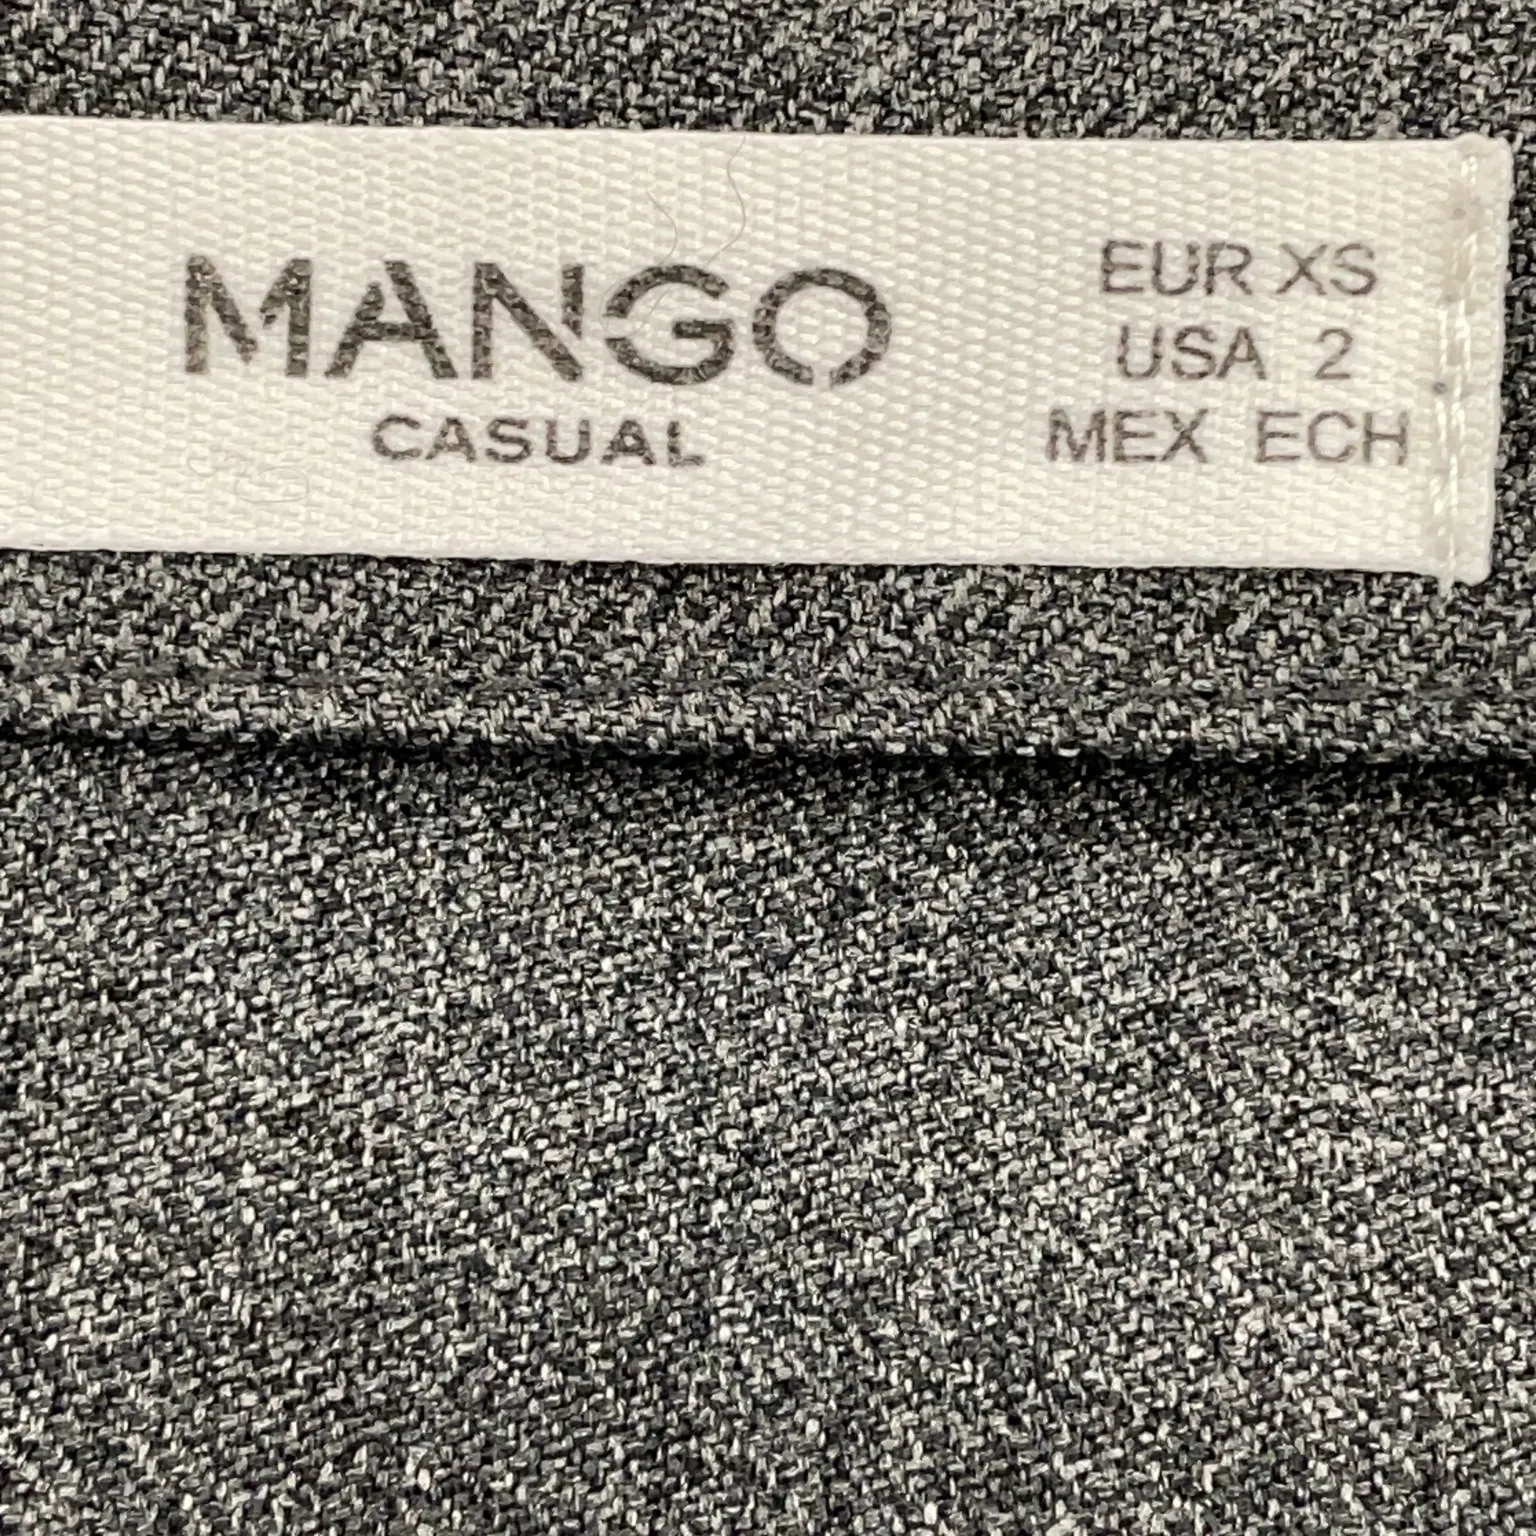 MANGO
CASUAL
EUR XS
USA 2
MEX ECH